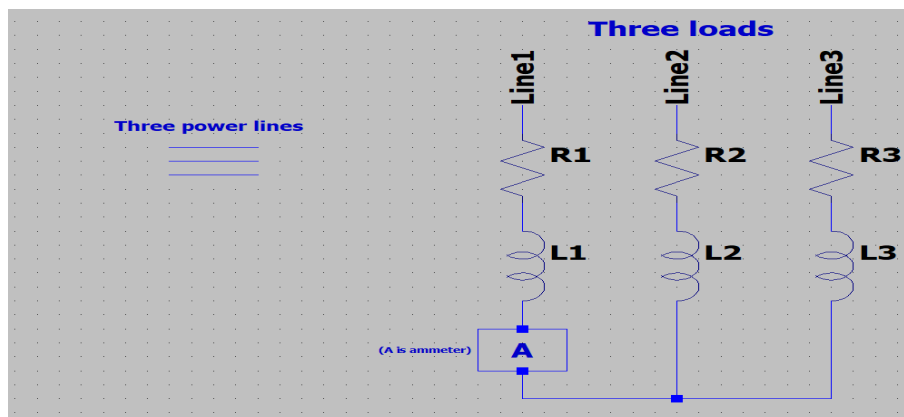 Three loads
Line1
Line2
Line3
Three power lines
R1
R2
R3
L1
L2
L3
(A is ammeter)
A